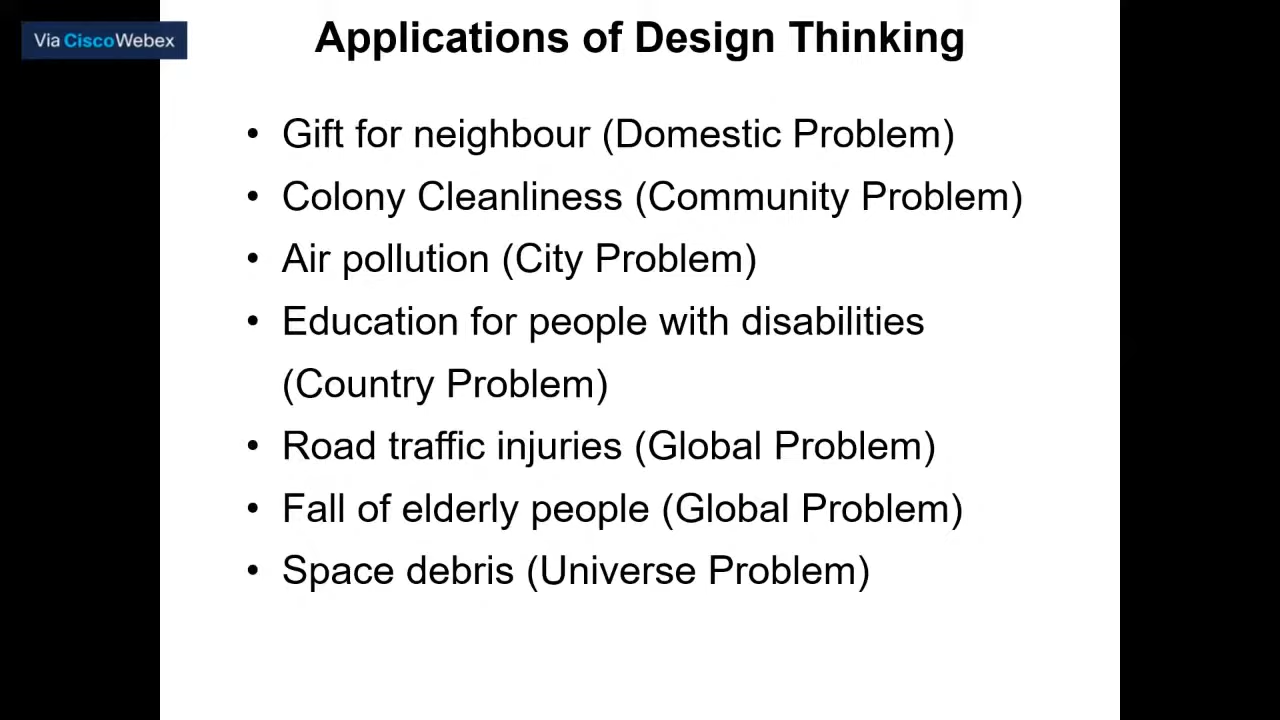 Via CiscoWebex
Applications of Design Thinking
• Gift for neighbour (Domestic Problem)
• Colony Cleanliness (Community Problem)
• Air pollution (City Problem)
• Education for people with disabilities
(Country Problem)
• Road traffic injuries (Global Problem)
• Fall of elderly people (Global Problem)
• Space debris (Universe Problem)